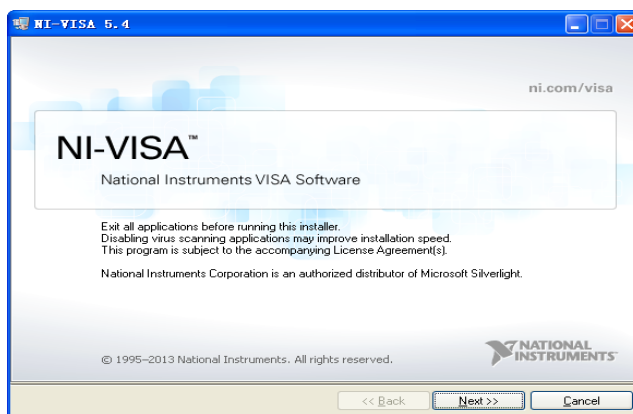 NI-VISA 5.4
ni.com/visa
NI-VISA™
National Instruments VISA Software
Exit all applications before running this installer.
Disabling virus scanning applications may improve installation speed.
This program is subject to the accompanying License Agreement(s).
National Instruments Corporation is an authorized distributor of Microsoft Silverlight.
© 1995–2013 National Instruments. All rights reserved.
NATIONAL
INSTRUMENTS™
<< Back Next >> Cancel